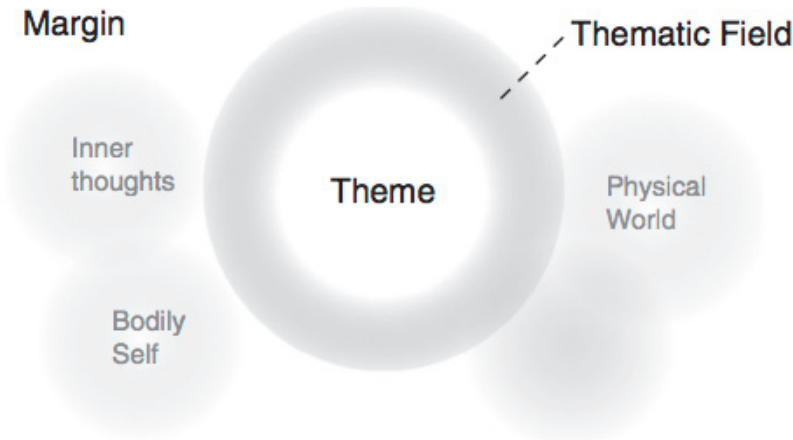 Margin
Thematic Field
Inner
thoughts
Theme
Physical
World
Bodily
Self